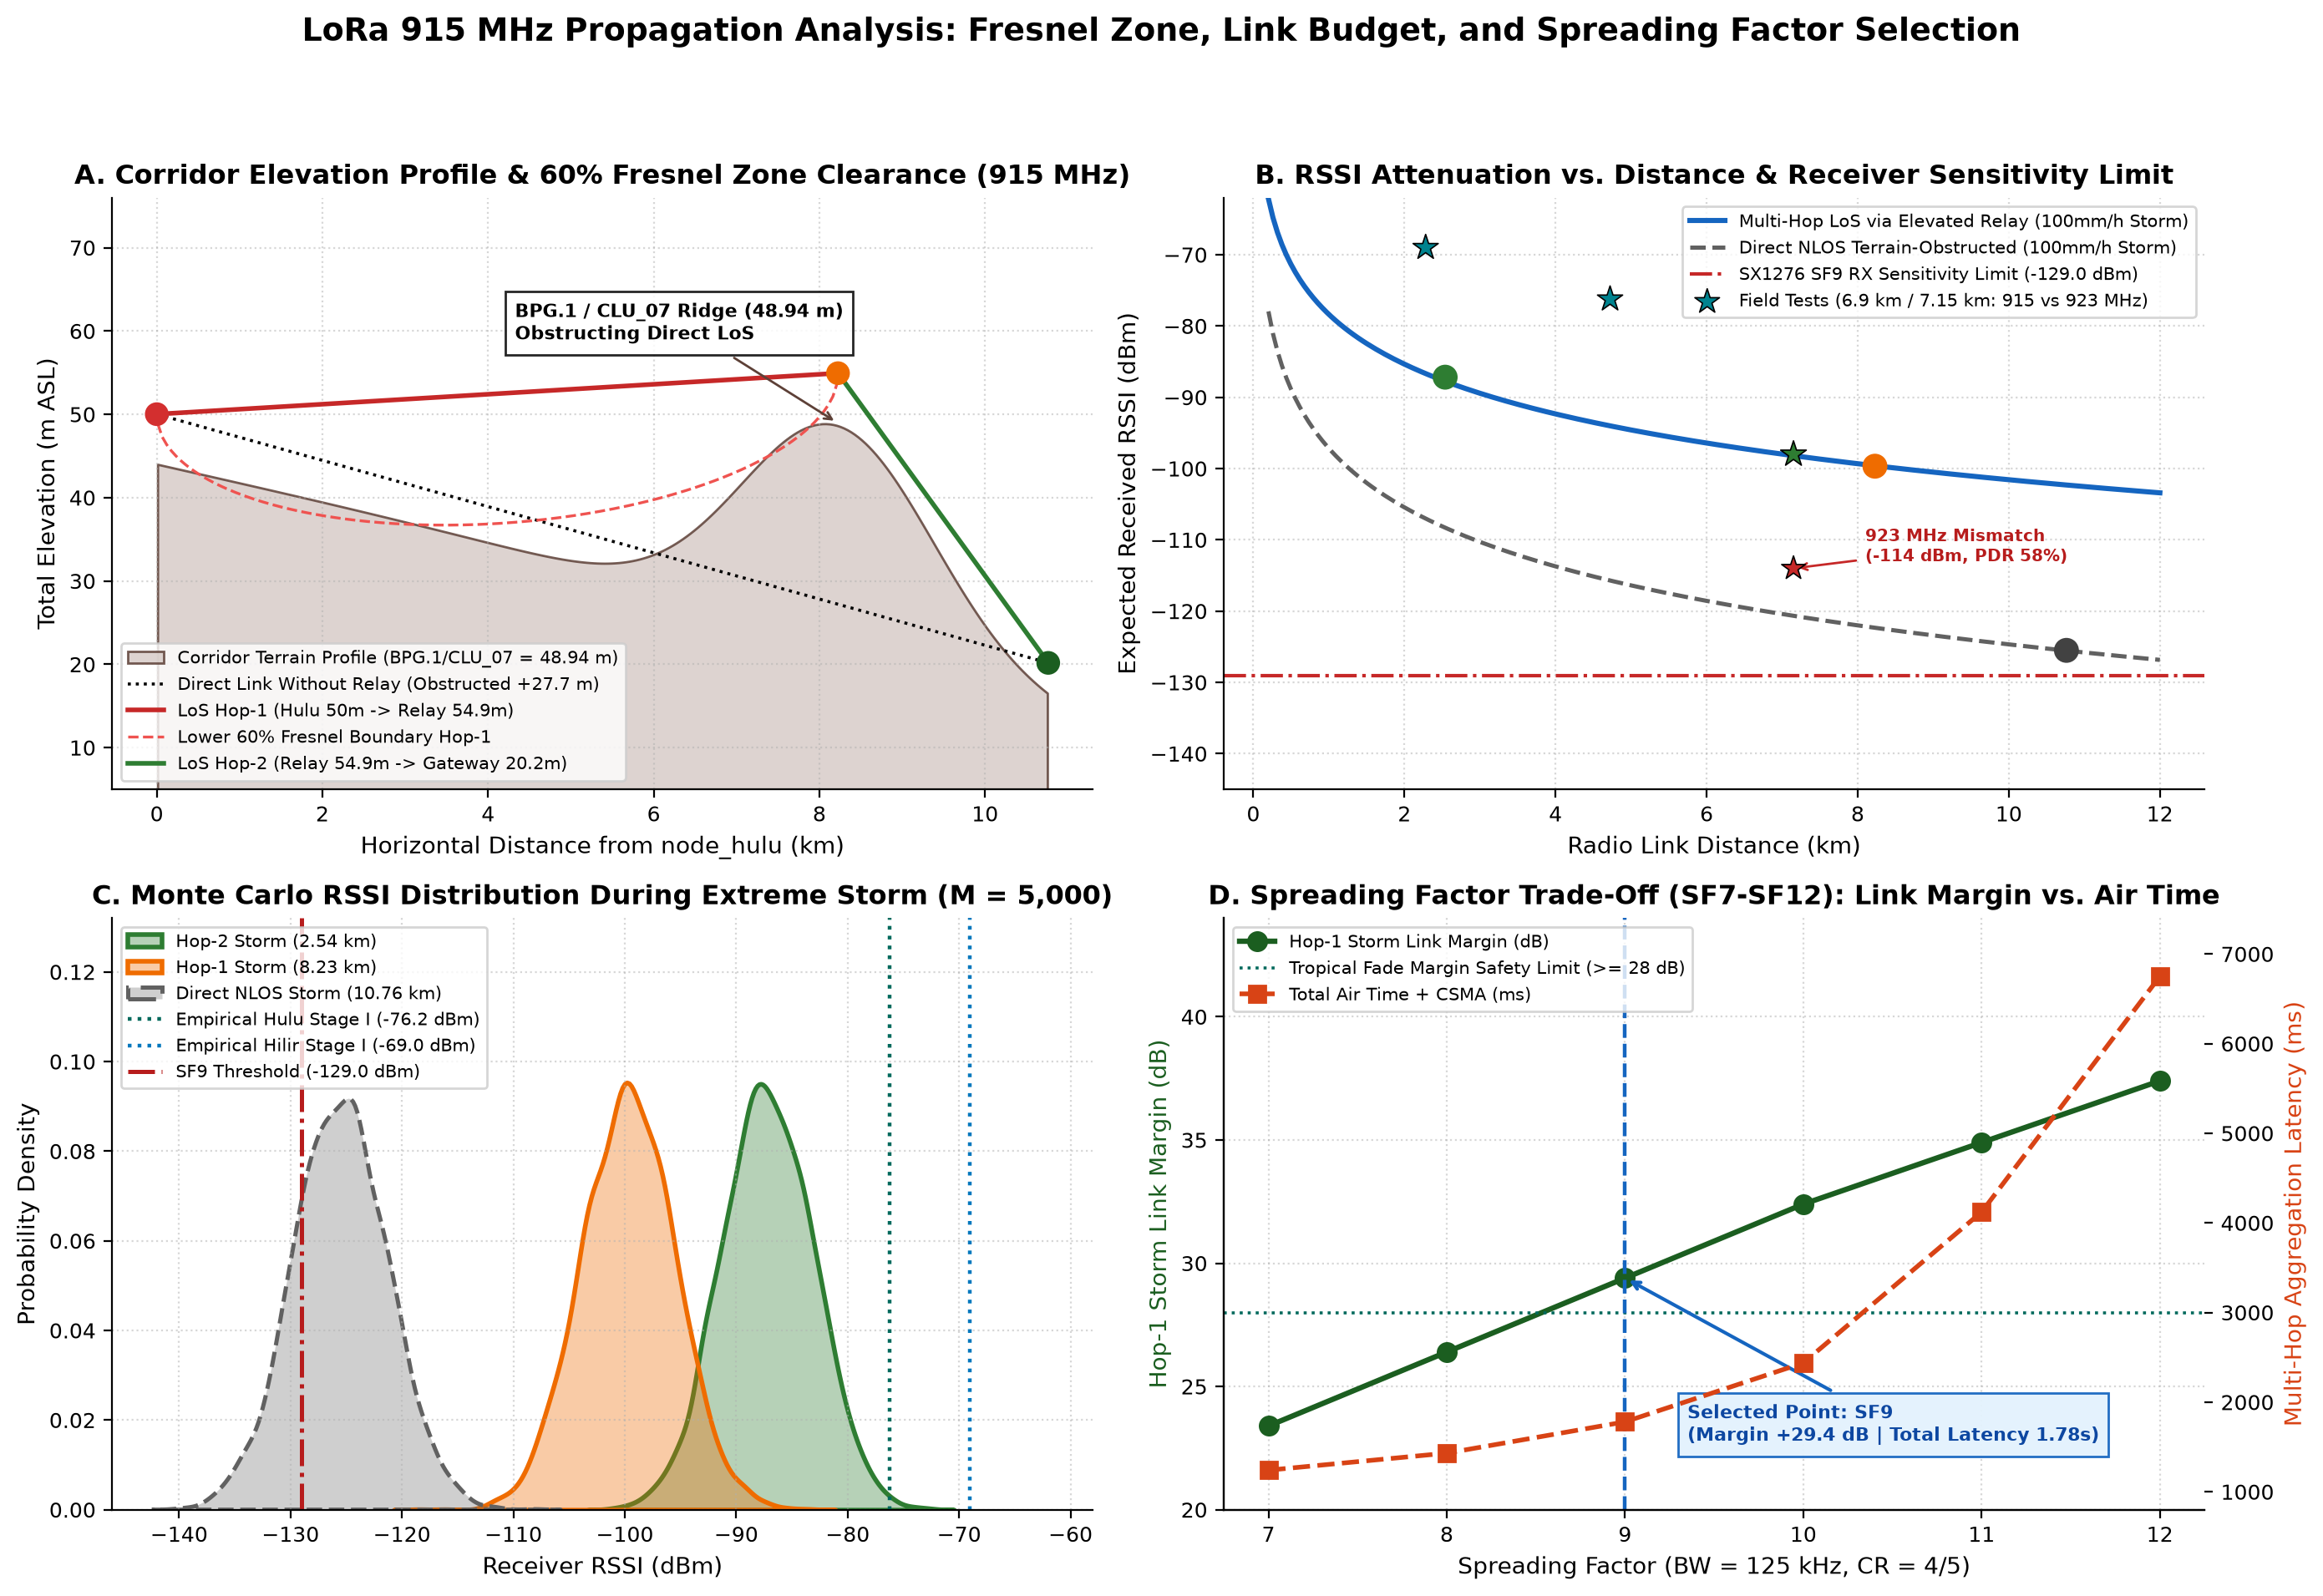 LoRa 915 MHz Propagation Analysis: Fresnel Zone, Link Budget, and Spreading Factor Selection
A. Corridor Elevation Profile & 60% Fresnel Zone Clearance (915 MHz)
Total Elevation (m ASL)
70
60
50
40
30
20
10
BPG.1 / CLU_07 Ridge (48.94 m)
Obstructing Direct LoS
Corridor Terrain Profile (BPG.1/CLU_07 = 48.94 m)
Direct Link Without Relay (Obstructed +27.7 m)
LoS Hop-1 (Hulu 50m -> Relay 54.9m)
Lower 60% Fresnel Boundary Hop-1
LoS Hop-2 (Relay 54.9m -> Gateway 20.2m)
0 2 4 6 8 10
Horizontal Distance from node_hulu (km)
B. RSSI Attenuation vs. Distance & Receiver Sensitivity Limit
Expected Received RSSI (dBm)
−70
−80
−90
−100
−110
−120
−130
−140
Multi-Hop LoS via Elevated Relay (100mm/h Storm)
Direct NLOS Terrain-Obstructed (100mm/h Storm)
SX1276 SF9 RX Sensitivity Limit (-129.0 dBm)
Field Tests (6.9 km / 7.15 km: 915 vs 923 MHz)
923 MHz Mismatch
(-114 dBm, PDR 58%)
0 2 4 6 8 10 12
Radio Link Distance (km)
C. Monte Carlo RSSI Distribution During Extreme Storm (M = 5,000)
Probability Density
0.12
0.10
0.08
0.06
0.04
0.02
0.00
Hop-2 Storm (2.54 km)
Hop-1 Storm (8.23 km)
Direct NLOS Storm (10.76 km)
Empirical Hulu Stage I (-76.2 dBm)
Empirical Hilir Stage I (-69.0 dBm)
SF9 Threshold (-129.0 dBm)
−140 −130 −120 −110 −100 −90 −80 −70 −60
Receiver RSSI (dBm)
D. Spreading Factor Trade-Off (SF7-SF12): Link Margin vs. Air Time
Hop-1 Storm Link Margin (dB)
40
35
30
25
20
Hop-1 Storm Link Margin (dB)
Tropical Fade Margin Safety Limit (>= 28 dB)
Total Air Time + CSMA (ms)
Selected Point: SF9
(Margin +29.4 dB | Total Latency 1.78s)
7000
6000
5000
4000
3000
2000
1000
Multi-Hop Aggregation Latency (ms)
7 8 9 10 11 12
Spreading Factor (BW = 125 kHz, CR = 4/5)